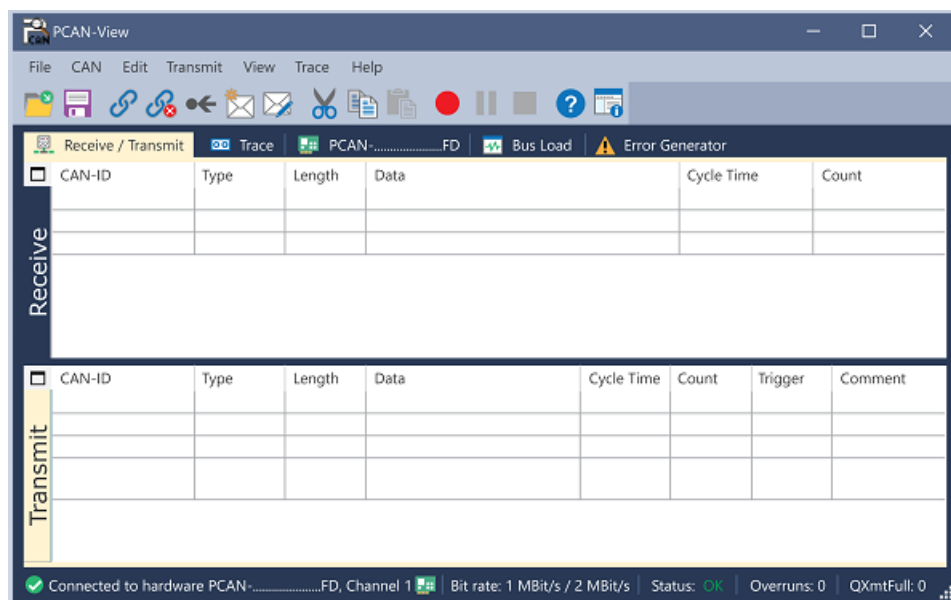 PCAN-View
File CAN Edit Transmit View Trace Help
Receive / Transmit Trace PCAN-.....................FD Bus Load Error Generator
CAN-ID Type Length Data Cycle Time Count
Receive
CAN-ID Type Length Data Cycle Time Count Trigger Comment
Transmit
Connected to hardware PCAN-.....................FD, Channel 1 Bit rate: 1 MBit/s / 2 MBit/s Status: OK Overruns: 0 QXmtFull: 0